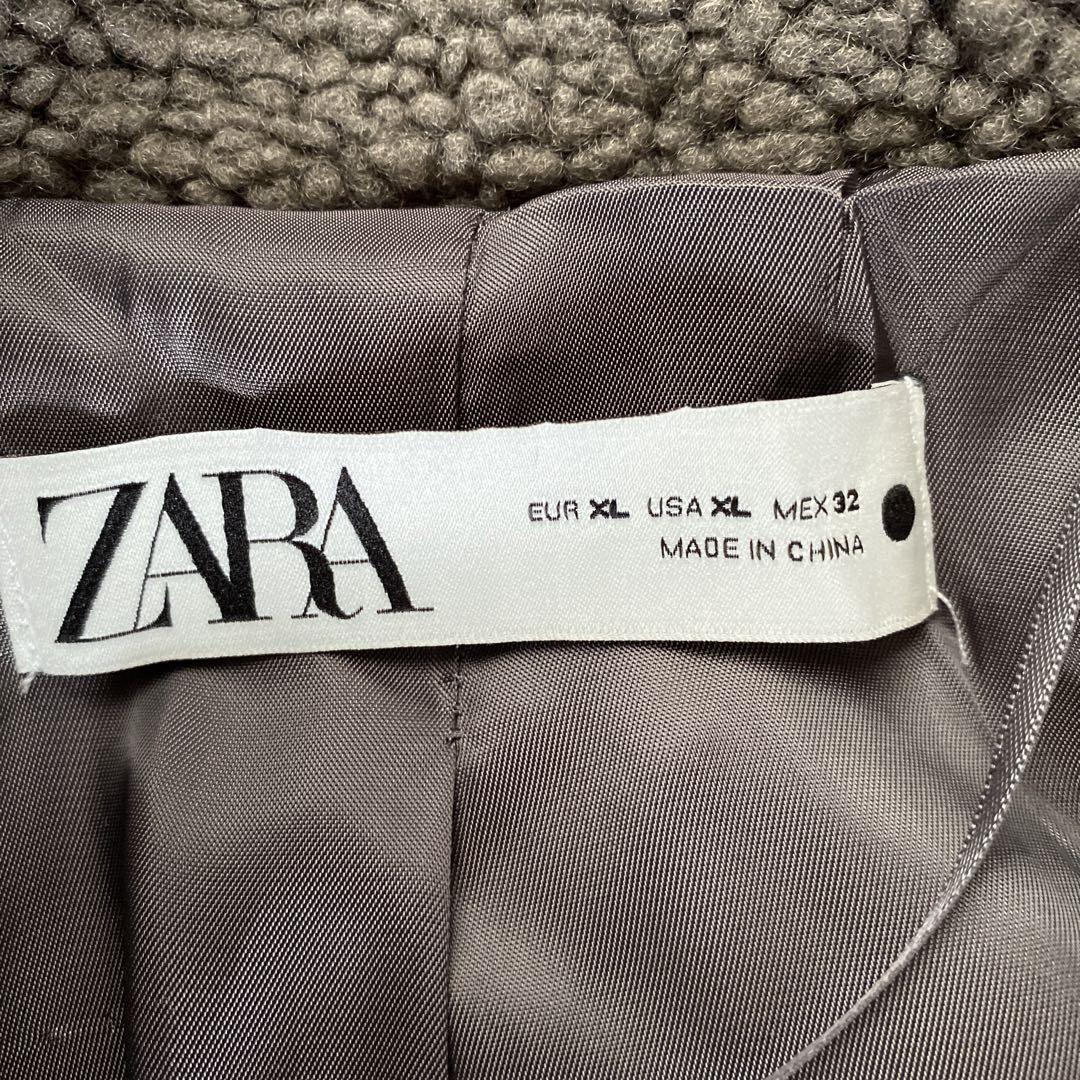 ZARA
EUR XL USA XL MEX 32
MADE IN CHINA